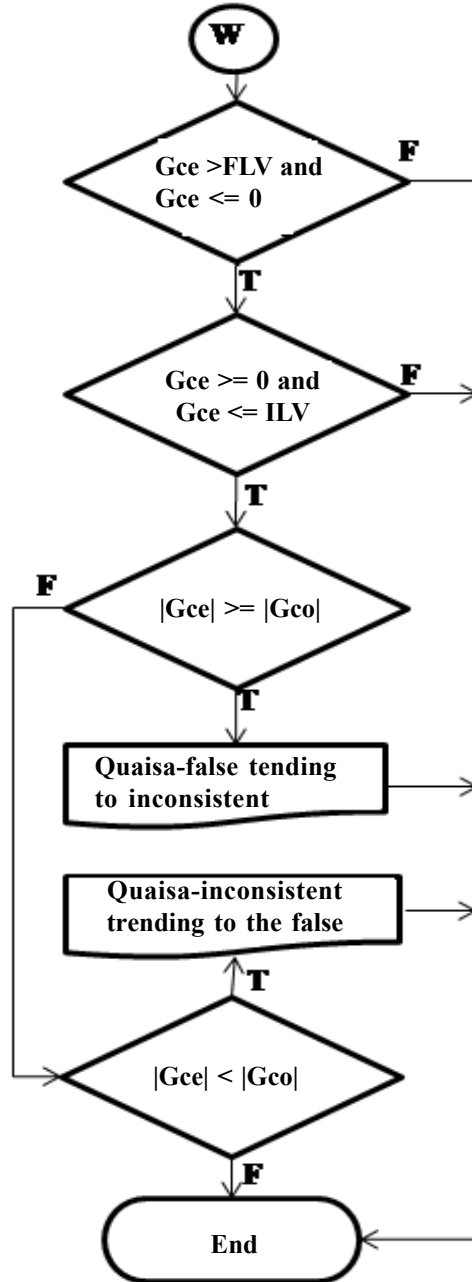 W
Gce >FLV and
Gce <= 0
F
T
Gce >= 0 and
Gce <= ILV
F
T
F
|Gce| >= |Gco|
T
Quaisa-false tending
to inconsistent
Quaisa-inconsistent
trending to the false
T
|Gce| < |Gco|
F
End